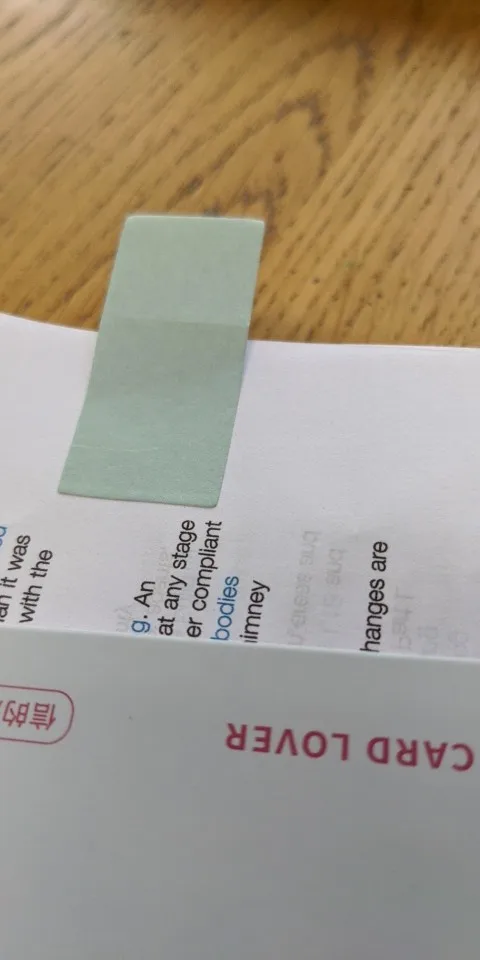 an it was
with the
g. An
at any stage
er compliant
bodies
imney
hanges are
CARD LOVER
信的